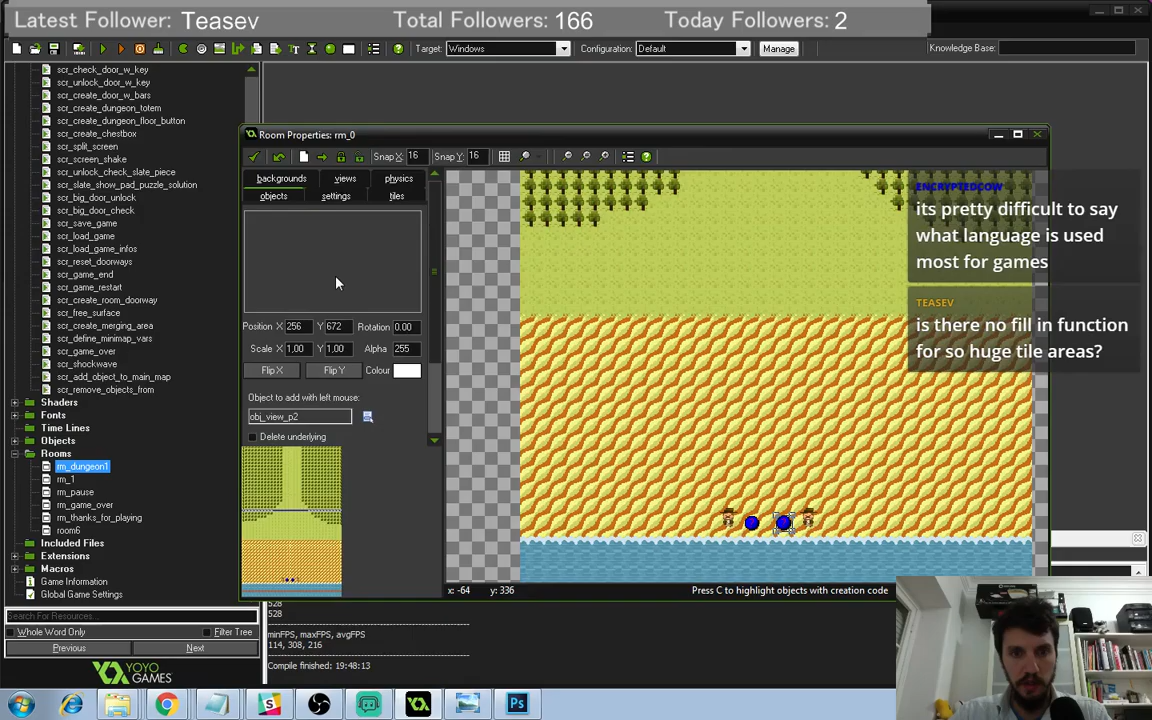 Latest Follower: Teasev
Total Followers: 166
Today Followers: 2
Target: Windows
Configuration: Default
Manage
Knowledge Base:
scr_check_door_w_key
scr_unlock_door_w_key
scr_create_door_w_bars
scr_create_dungeon_totem
scr_create_dungeon_floor_button
scr_create_chestbox
scr_split_screen
scr_screen_shake
scr_unlock_check_slate_piece
scr_slate_show_pad_puzzle_solution
scr_big_door_unlock
scr_big_door_check
scr_save_game
scr_load_game
scr_load_game_infos
scr_reset_doorways
scr_game_end
scr_game_restart
scr_create_room_doorway
scr_free_surface
scr_create_merging_area
scr_define_minimap_vars
scr_game_over
scr_shockwave
scr_add_object_to_main_map
scr_remove_objects_from
Shaders
Fonts
Time Lines
Objects
Rooms
rm_dungeon1
rm_1
rm_pause
rm_game_over
rm_thanks_for_playing
room6
Included Files
Extensions
Macros
Game Information
Global Game Settings
Search For Resources...
Whole Word Only
Filter Tree
Previous
Next
YOYO
GAMES
Room Properties: rm_0
Snap X: 16
Snap Y: 16
backgrounds
views
physics
objects
settings
tiles
Position X 256 Y 672 Rotation 0.00
Scale X 1,00 Y 1,00 Alpha 255
Flip X
Flip Y
Colour
Object to add with left mouse:
obj_view_p2
Delete underlying
x: -64
y: 336
Press C to highlight objects with creation code
ENCRYPTEDCOW
its pretty difficult to say
what language is used
most for games
TEASEV
is there no fill in function
for so huge tile areas?
528
528
minFPS, maxFPS, avgFPS
114, 308, 216
Compile finished: 19:48:13
Ps